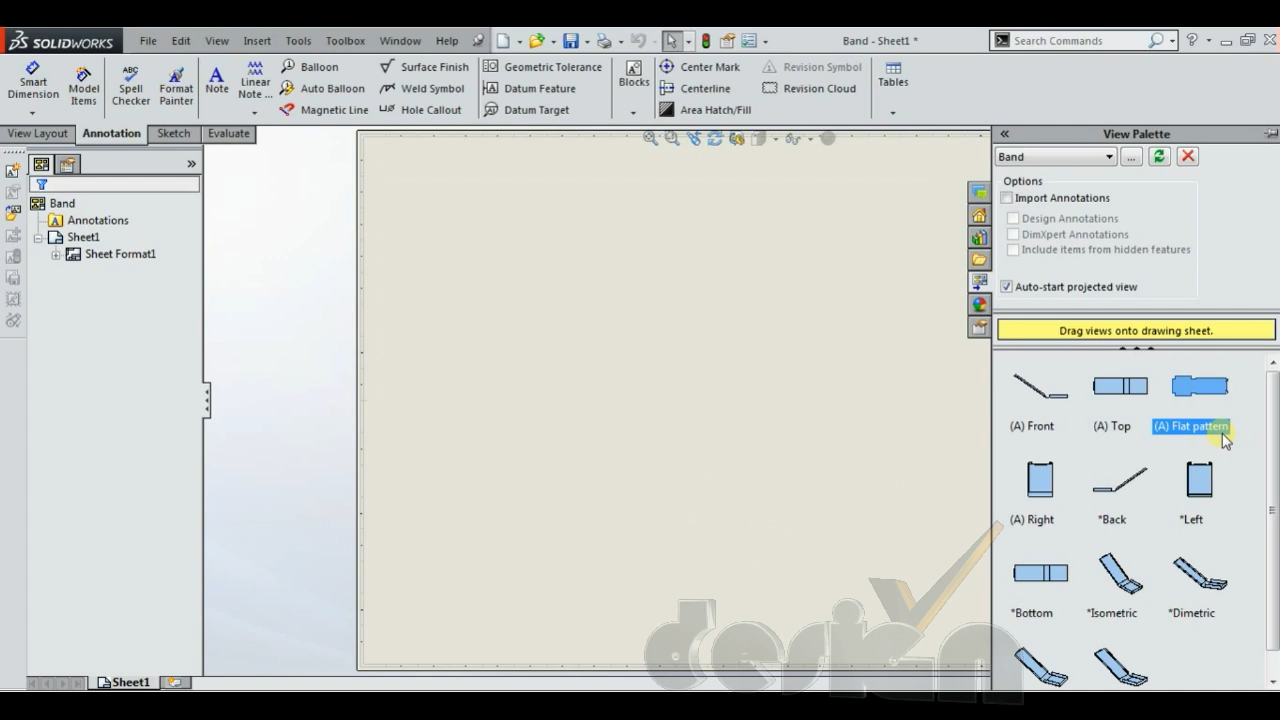 SOLIDWORKS File Edit View Insert Tools Toolbox Window Help Band - Sheet1 * Search Commands
Smart Dimension
Model Items
Spell Checker
Format Painter
Note
Linear Note ...
Balloon
Auto Balloon
Magnetic Line
Surface Finish
Weld Symbol
Hole Callout
Geometric Tolerance
Datum Feature
Datum Target
Blocks
Center Mark
Centerline
Area Hatch/Fill
Revision Symbol
Revision Cloud
Tables
View Layout Annotation Sketch Evaluate
Band
Annotations
Sheet1
Sheet Format1
View Palette
Band
...
Options
Import Annotations
Design Annotations
DimXpert Annotations
Include items from hidden features
Auto-start projected view
Drag views onto drawing sheet.
(A) Front (A) Top (A) Flat pattern
(A) Right *Back *Left
*Bottom *Isometric *Dimetric
design
Sheet1